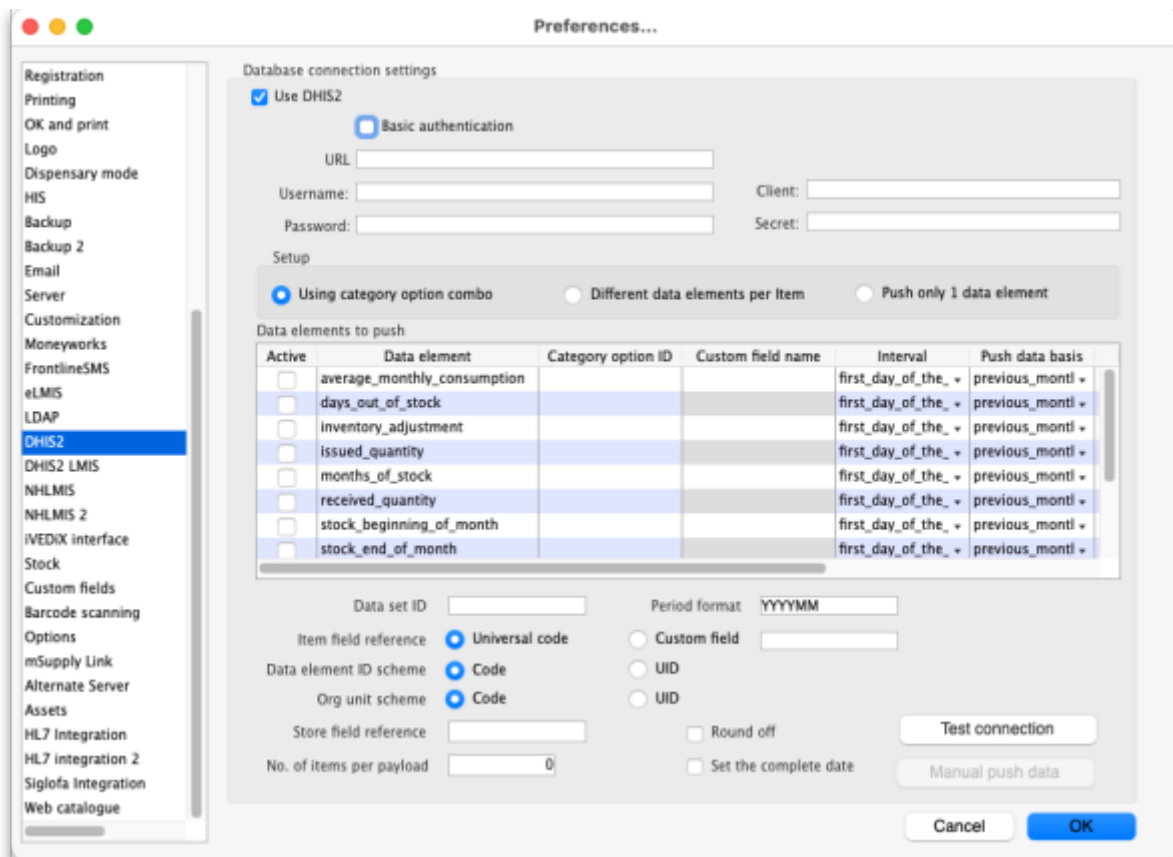 Preferences...
Registration
Printing
OK and print
Logo
Dispensary mode
HIS
Backup
Backup 2
Email
Server
Customization
Moneyworks
FrontlineSMS
eLMIS
LDAP
DHIS2
DHIS2 LMIS
NHLMIS
NHLMIS 2
iVEDiX interface
Stock
Custom fields
Barcode scanning
Options
mSupply Link
Alternate Server
Assets
HL7 Integration
HL7 integration 2
Siglofa Integration
Web catalogue
Database connection settings
Use DHIS2
Basic authentication
URL
Username: Client:
Password: Secret:
Setup
Using category option combo Different data elements per Item Push only 1 data element
Data elements to push
Active Data element Category option ID Custom field name Interval Push data basis
average_monthly_consumption first_day_of_the_ previous_montl
days_out_of_stock first_day_of_the_ previous_montl
inventory_adjustment first_day_of_the_ previous_montl
issued_quantity first_day_of_the_ previous_montl
months_of_stock first_day_of_the_ previous_montl
received_quantity first_day_of_the_ previous_montl
stock_beginning_of_month first_day_of_the_ previous_montl
stock_end_of_month first_day_of_the_ previous_montl
Data set ID Period format YYYYMM
Item field reference Universal code Custom field
Data element ID scheme Code UID
Org unit scheme Code UID
Store field reference Round off Test connection
No. of items per payload 0 Set the complete date Manual push data
Cancel OK